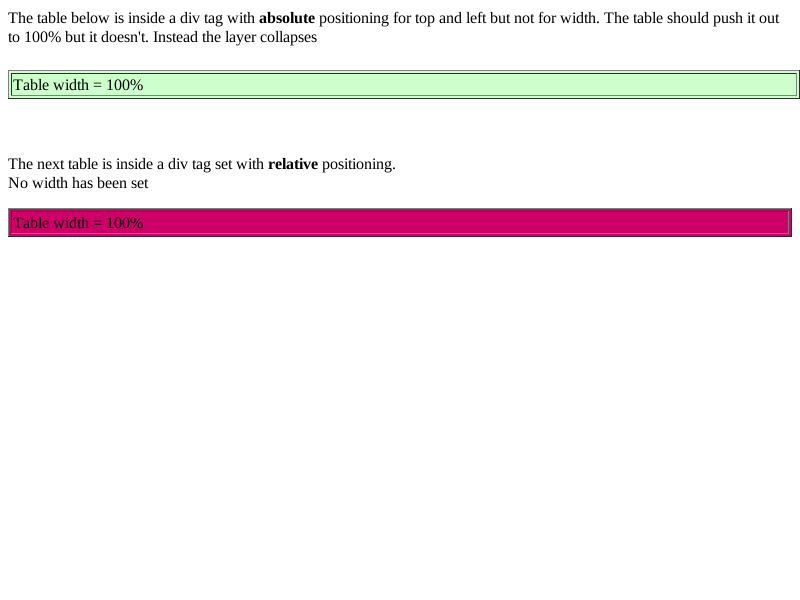 The table below is inside a div tag with absolute positioning for top and left but not for width. The table should push it out
to 100% but it doesn't. Instead the layer collapses
Table width = 100%
The next table is inside a div tag set with relative positioning.
No width has been set
Table width = 100%